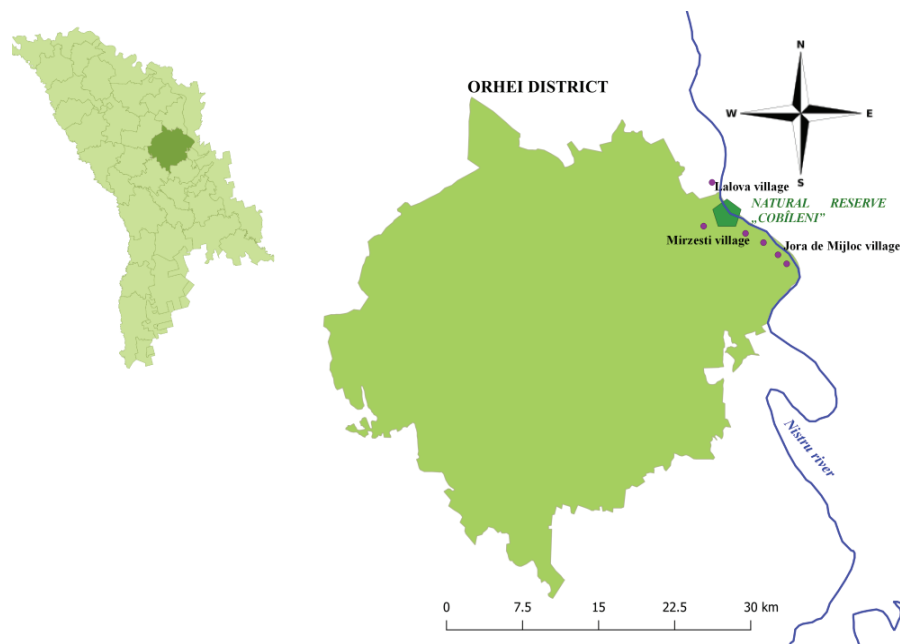 ORHEI DISTRICT
N
W
E
S
Lalova village
NATURAL RESERVE
„COBÎLENI”
Mirzesti village
Jora de Mijloc village
Nistru river
0 7.5 15 22.5 30 km